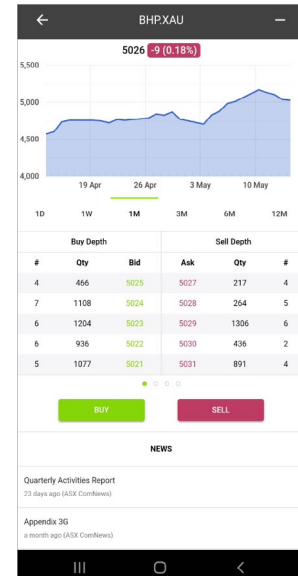 BHP.XAU
5026 -9 (0.18%)
5,500
5,000
4,500
4,000
19 Apr 26 Apr 3 May 10 May
1D 1W 1M 3M 6M 12M
Buy Depth Sell Depth
# Qty Bid Ask Qty #
4 466 5025 5027 217 4
7 1108 5024 5028 264 5
6 1204 5023 5029 1306 6
6 936 5022 5030 436 2
5 1077 5021 5031 891 4
BUY SELL
NEWS
Quarterly Activities Report
23 days ago (ASX ComNews)
Appendix 3G
a month ago (ASX ComNews)